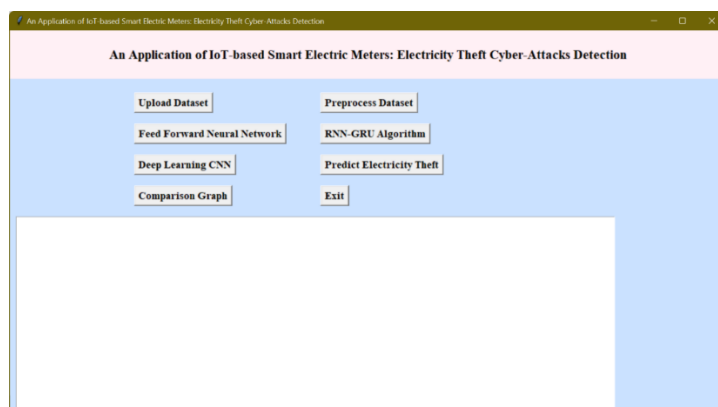 An Application of IoT-based Smart Electric Meters: Electricity Theft Cyber-Attacks Detection
An Application of IoT-based Smart Electric Meters: Electricity Theft Cyber-Attacks Detection
Upload Dataset Preprocess Dataset
Feed Forward Neural Network RNN-GRU Algorithm
Deep Learning CNN Predict Electricity Theft
Comparison Graph Exit